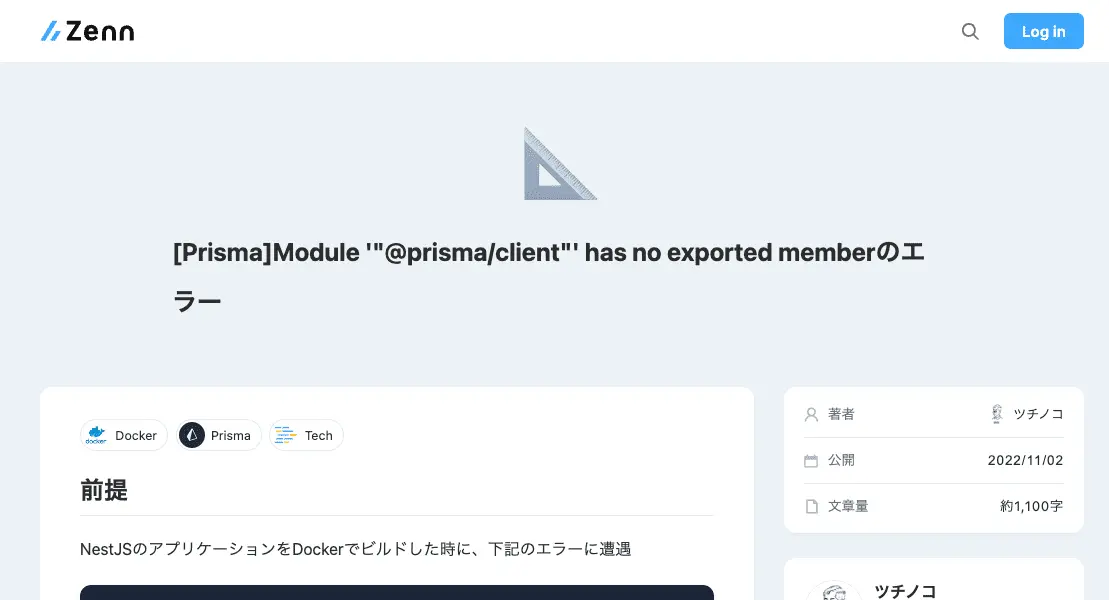 Zenn
Log in
[Prisma]Module '"@prisma/client"' has no exported memberのエ
ラー
docker
Docker
Prisma
Tech
前提
NestJSのアプリケーションをDockerでビルドした時に、下記のエラーに遭遇
著者
ツチノコ
公開
2022/11/02
文章量
約1,100字
ツチノコ